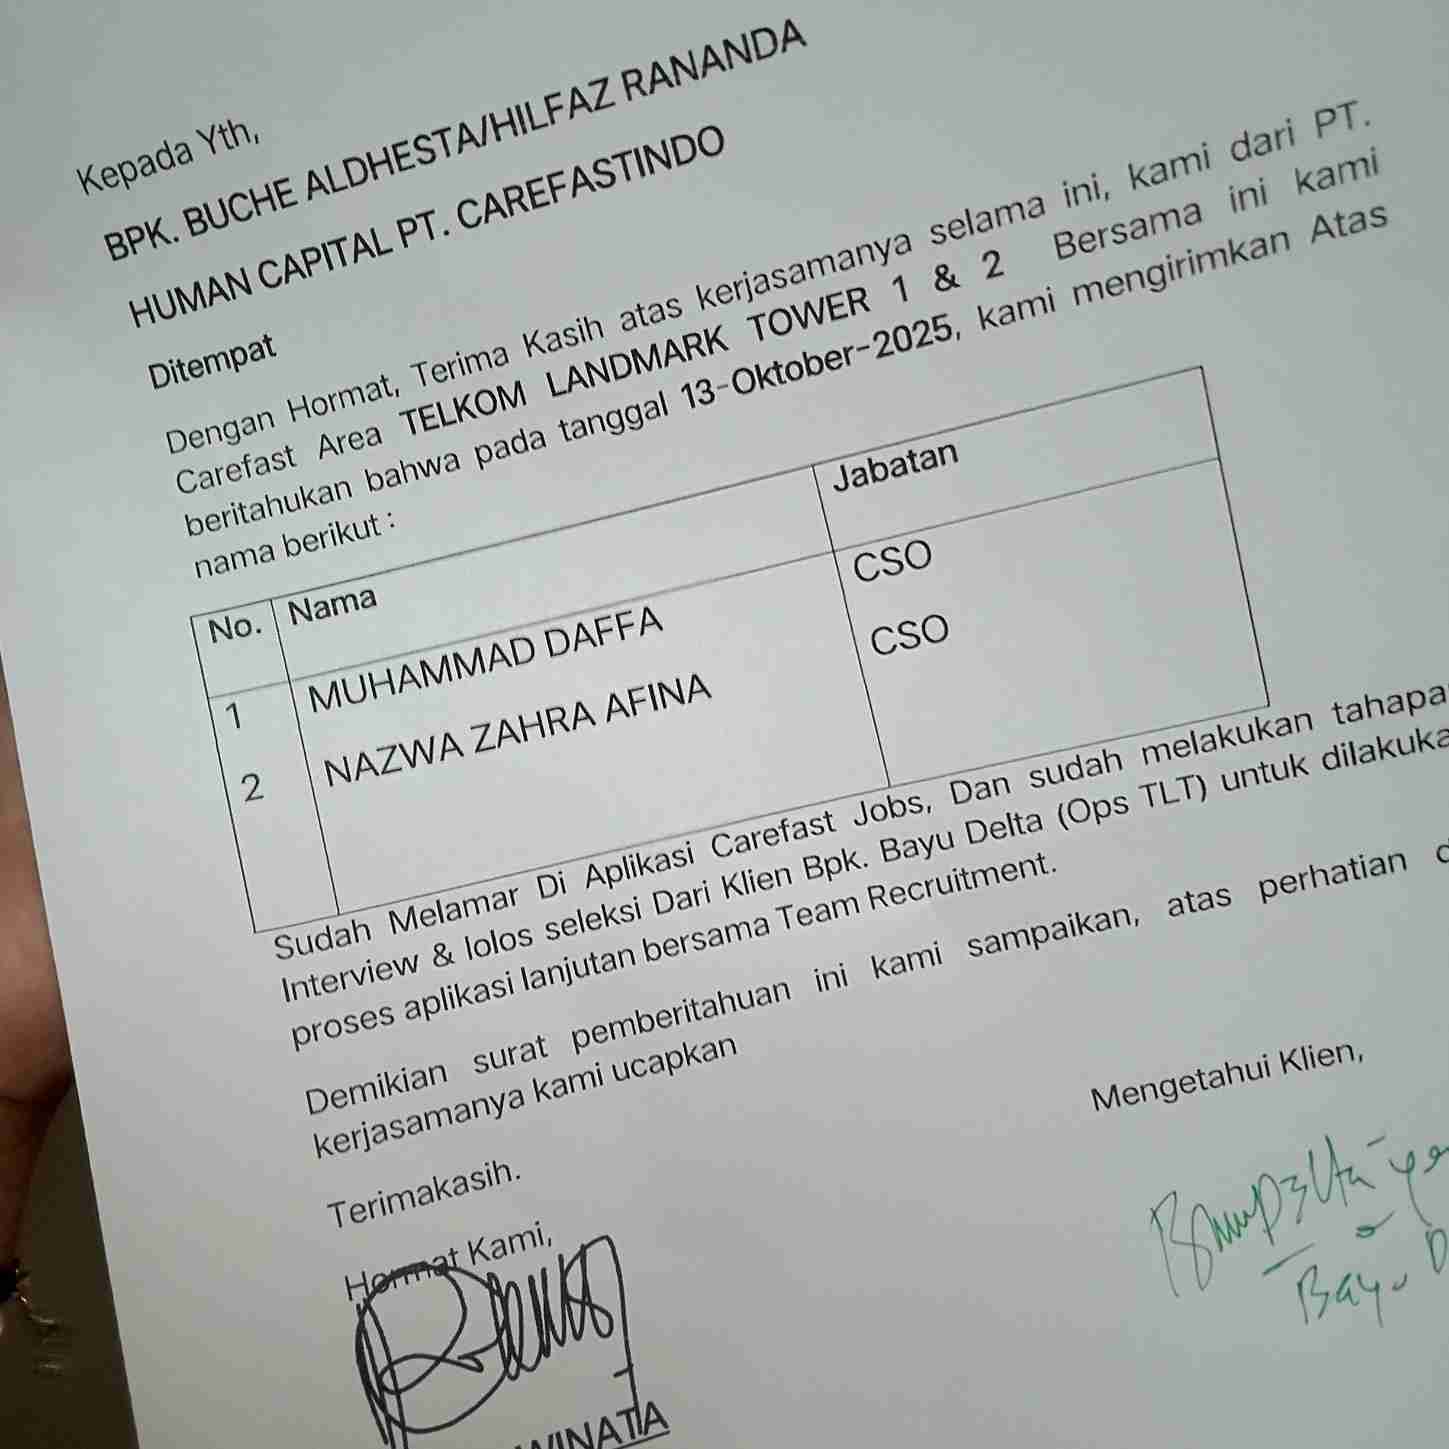 Kepada Yth,
BPK. BUCHE ALDHESTA/HILFAZ RANANDA
HUMAN CAPITAL PT. CAREFASTINDO
Ditempat
Dengan Hormat, Terima Kasih atas kerjasamanya selama ini, kami dari PT.
Carefast Area TELKOM LANDMARK TOWER 1 & 2 Bersama ini kami
beritahukan bahwa pada tanggal 13-Oktober-2025, kami mengirimkan Atas
nama berikut :
No. Nama Jabatan
1 MUHAMMAD DAFFA CSO
2 NAZWA ZAHRA AFINA CSO
Sudah Melamar Di Aplikasi Carefast Jobs, Dan sudah melakukan tahapa
Interview & lolos seleksi Dari Klien Bpk. Bayu Delta (Ops TLT) untuk dilakuka
proses aplikasi lanjutan bersama Team Recruitment.
Demikian surat pemberitahuan ini kami sampaikan, atas perhatian d
kerjasamanya kami ucapkan
Terimakasih.
Mengetahui Klien,
Hormat Kami,
Bayu D
WINATA